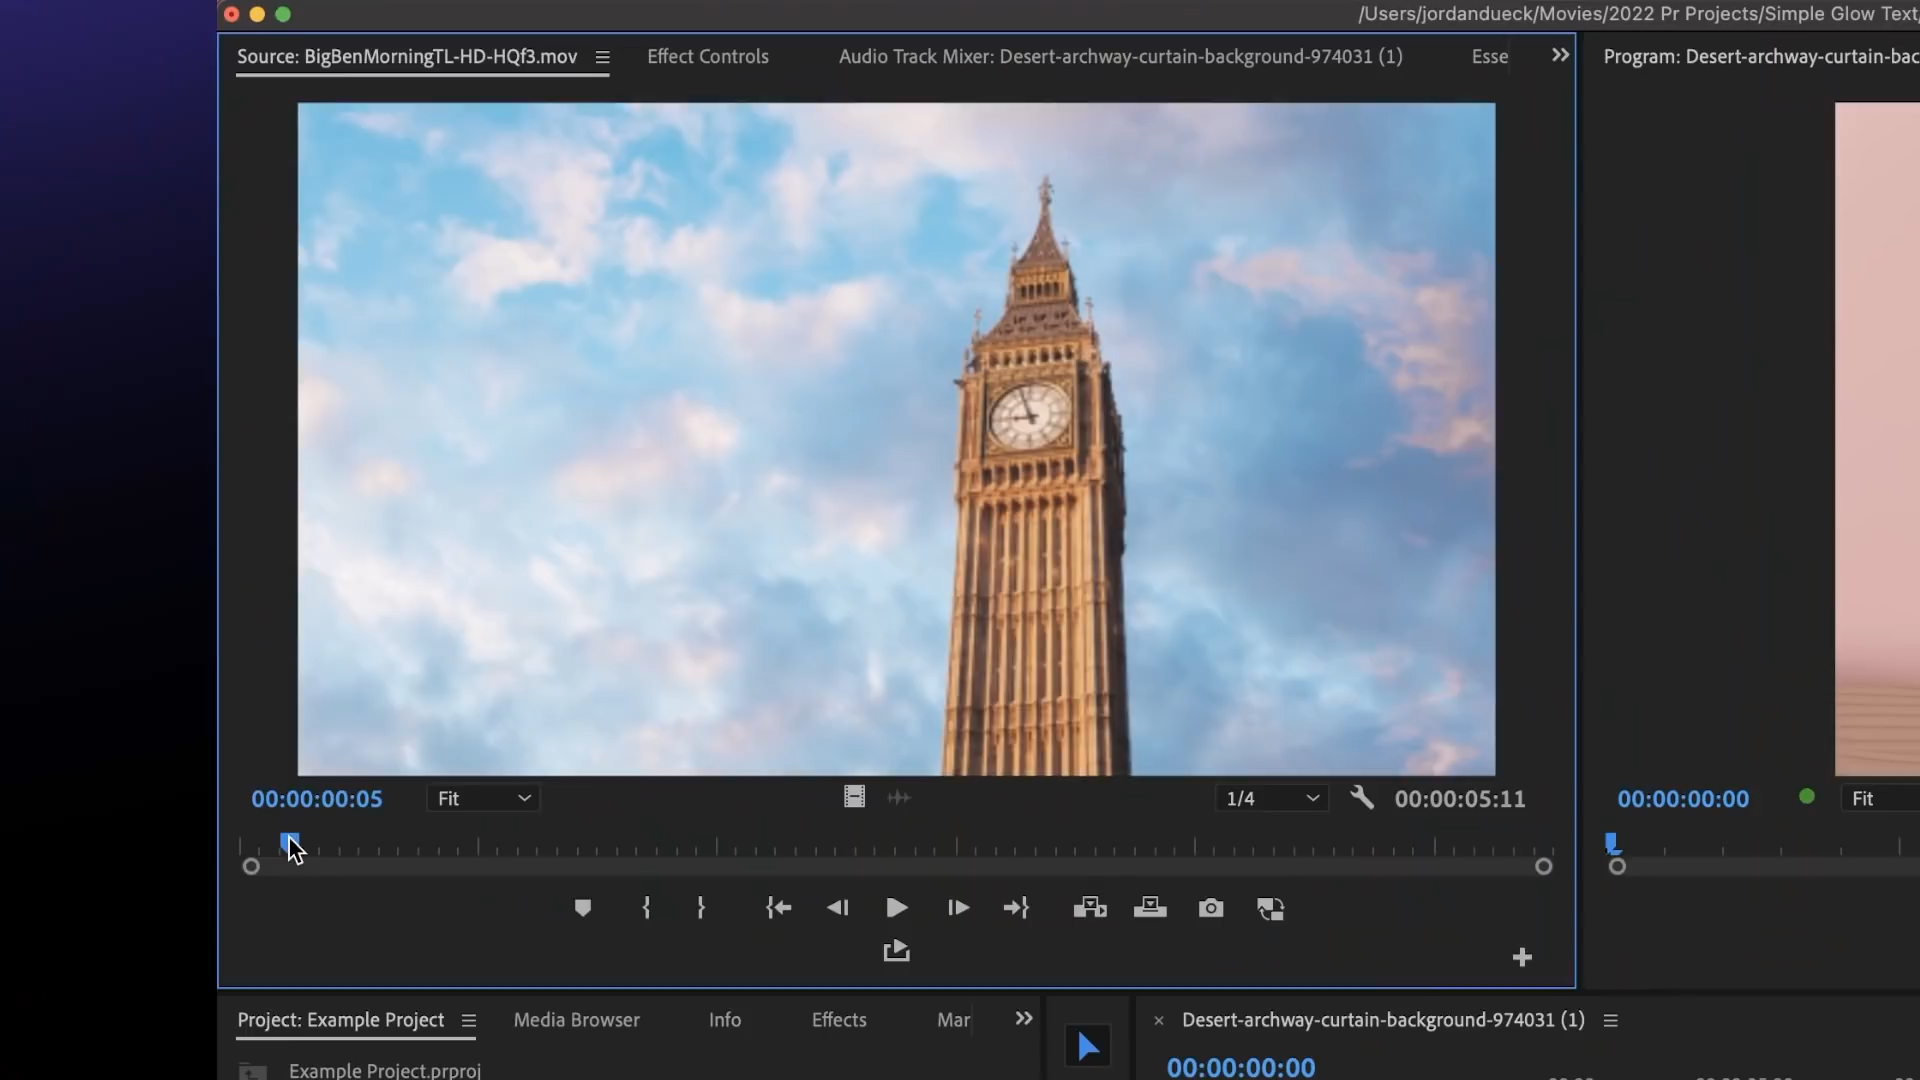 /Users/jordandueck/Movies/2022 Pr Projects/Simple Glow Text/
Source: BigBenMorningTL-HD-HQf3.mov
Effect Controls
Audio Track Mixer: Desert-archway-curtain-background-974031 (1)
Esse
Program: Desert-archway-curtain-bac
00:00:00:05
Fit
1/4
00:00:05:11
00:00:00:00
Fit
Project: Example Project
Media Browser
Info
Effects
Mar
Desert-archway-curtain-background-974031 (1)
Example Project.prproj
00:00:00:00